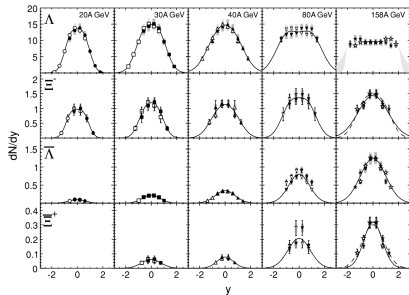 20A GeV 30A GeV 40A GeV 80A GeV 158A GeV
20 Λ
15
10
5
2 Ξ⁻
1.5
1
0.5
dN/dy
1.5 Λ̅
1
0.5
0.4 Ξ̅⁺
0.3
0.2
0.1
0
-2 0 2 -2 0 2 -2 0 2 -2 0 2 -2 0 2
y